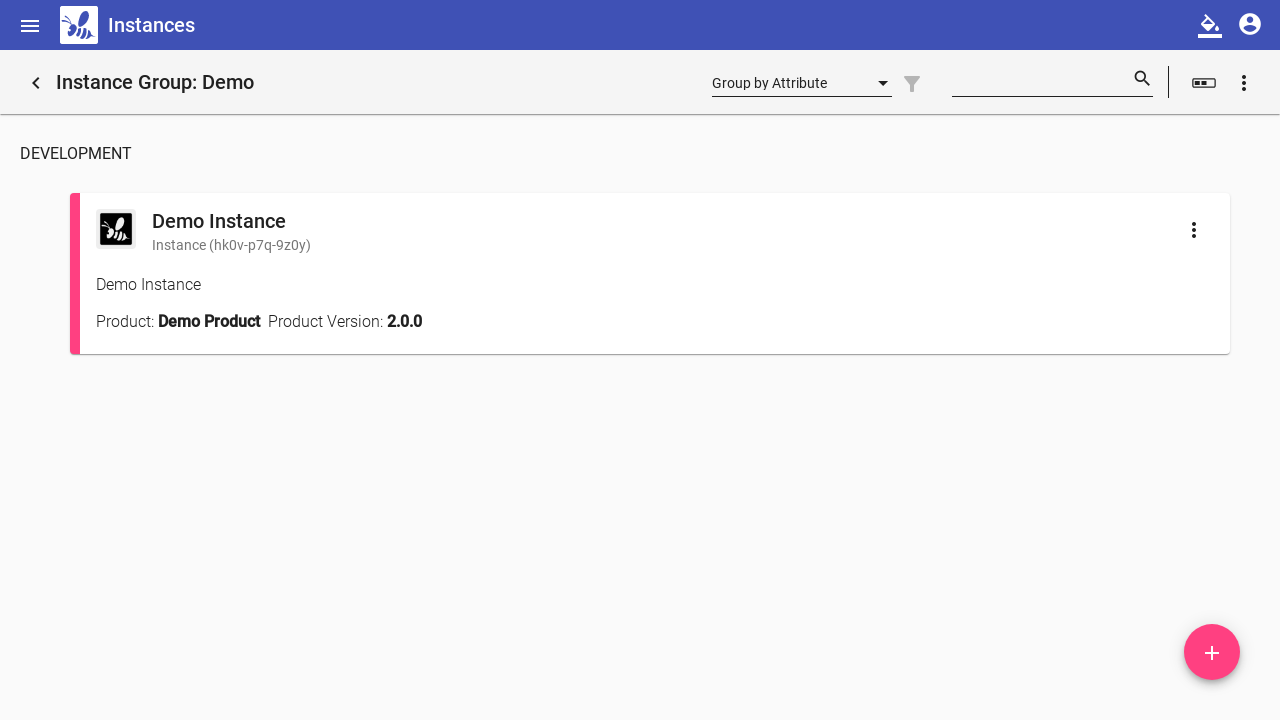 Instances
Instance Group: Demo
Group by Attribute
DEVELOPMENT
Demo Instance
Instance (hk0v-p7q-9z0y)
Demo Instance
Product: Demo Product Product Version: 2.0.0